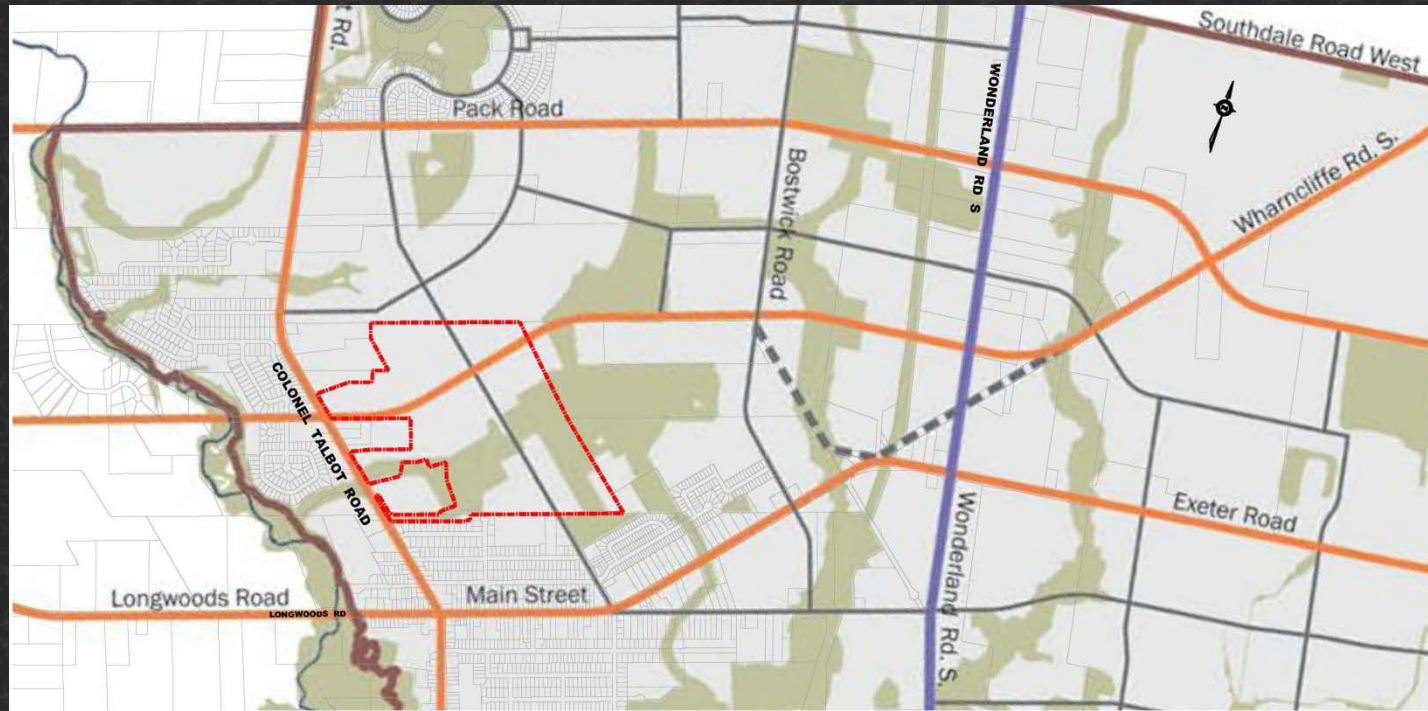 Southdale Road West
t Rd.
Pack Road
WONDERLAND RD S
Bostwick Road
Wharncliffe Rd. S.
COLONEL TALBOT ROAD
Wonderland Rd. S.
Exeter Road
Longwoods Road
LONGWOODS RD
Main Street